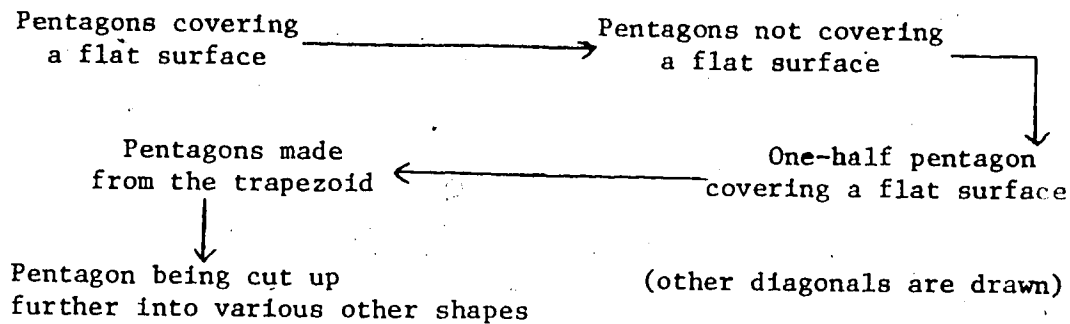 Pentagons covering
a flat surface
Pentagons not covering
a flat surface
One-half pentagon
covering a flat surface
Pentagons made
from the trapezoid
Pentagon being cut up
further into various other shapes
(other diagonals are drawn)